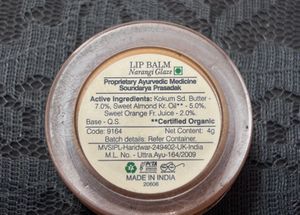 LIP BALM
Narangi Glaze
Proprietary Ayurvedic Medicine
Soundarya Prasadak
Active Ingredients: Kokum Sd. Butter -
7.0%, Sweet Almond Kr. Oil** - 5.0%,
Sweet Orange Fr. Juice - 2.0%.
Base - Q.S. **Certified Organic
Code: 9164 Net Content: 4g
Batch Details: Refer Container.
MVSIPL-Haridwar-249402-UK-India
M L No. - Uttra.Ayu-164/2009
PETA
MADE IN INDIA
20606